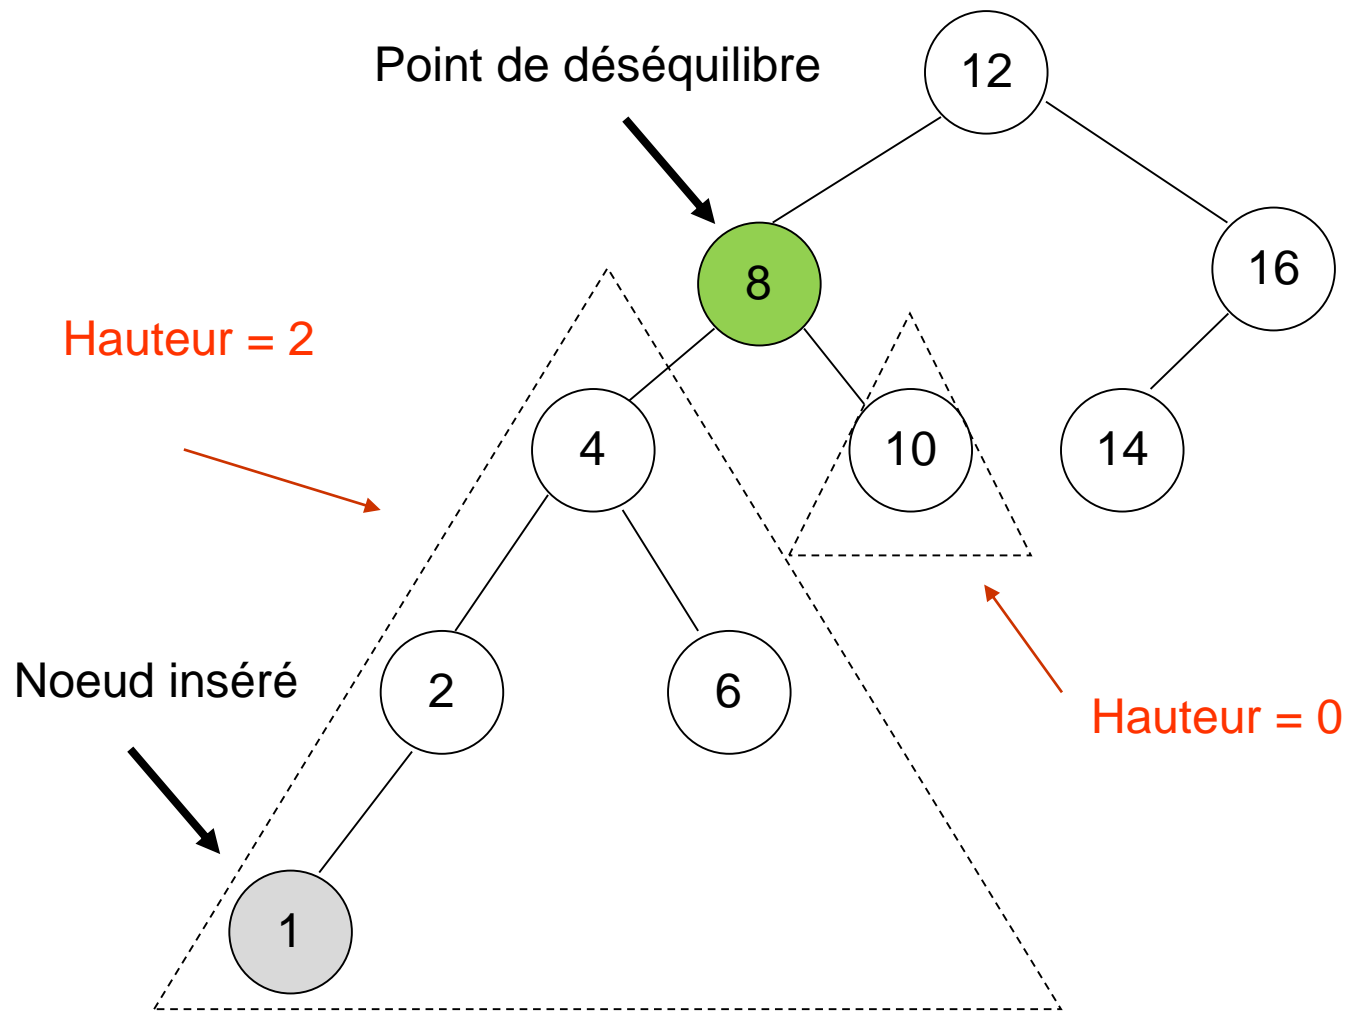 Point de déséquilibre
12
8
16
Hauteur = 2
4
10
14
Noeud inséré
2
6
Hauteur = 0
1